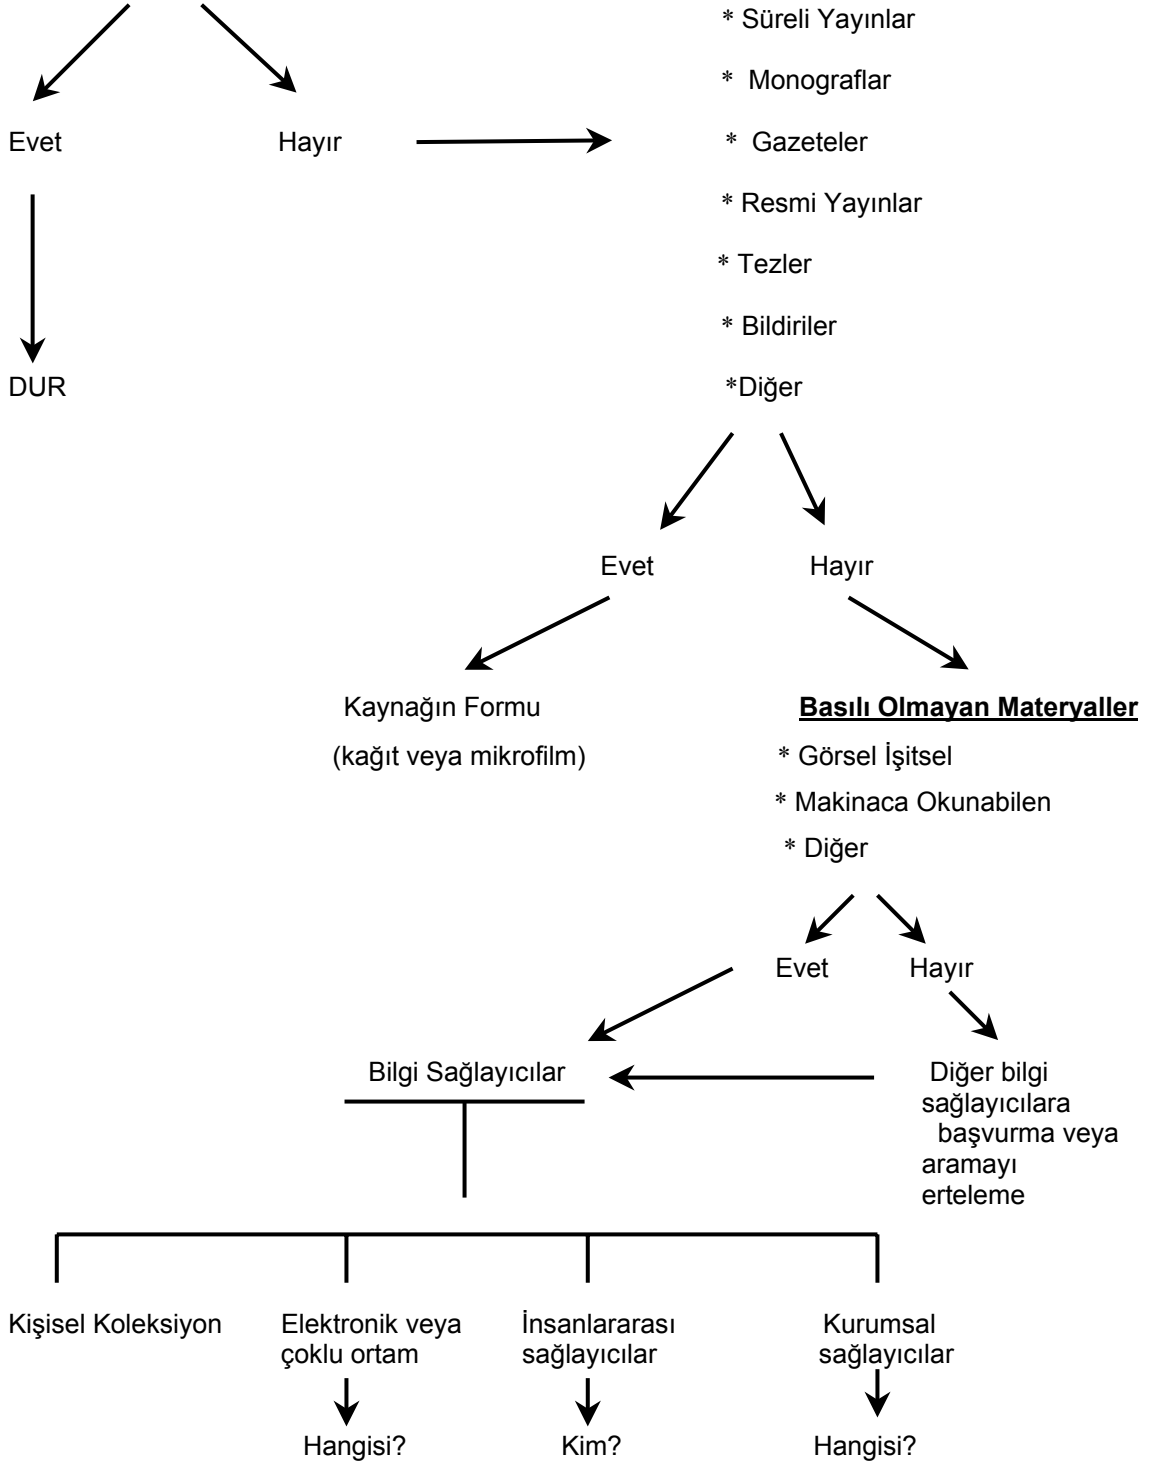 * Süreli Yayınlar
* Monograflar
Evet
Hayır
* Gazeteler
* Resmi Yayınlar
* Tezler
* Bildiriler
DUR
*Diğer
Evet
Hayır
Kaynağın Formu
(kağıt veya mikrofilm)
Basılı Olmayan Materyaller
* Görsel İşitsel
* Makinaca Okunabilen
* Diğer
Evet
Hayır
Bilgi Sağlayıcılar
Diğer bilgi
sağlayıcılara
başvurma veya
aramayı
erteleme
Kişisel Koleksiyon
Elektronik veya
çoklu ortam
Hangisi?
İnsanlararası
sağlayıcılar
Kim?
Kurumsal
sağlayıcılar
Hangisi?